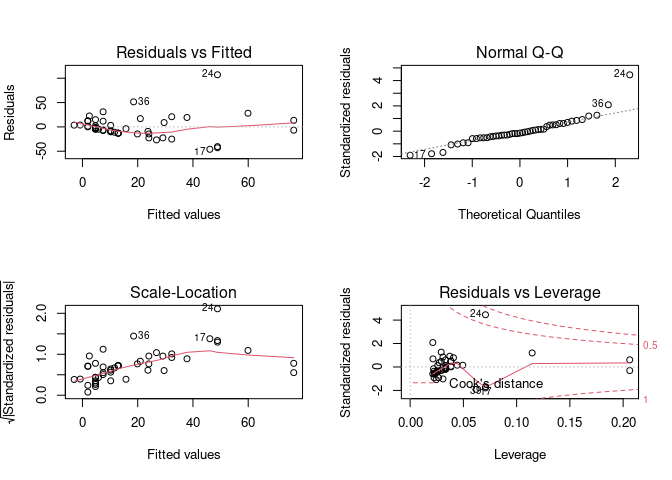 Residuals vs Fitted
Residuals
50
0
-50
24
36
17
0 20 40 60
Fitted values
Normal Q-Q
Standardized residuals
4
2
0
-2
24
36
17
-2 -1 0 1 2
Theoretical Quantiles
Scale-Location
√|Standardized residuals|
2.0
1.0
0.0
24
36
17
0 20 40 60
Fitted values
Residuals vs Leverage
Standardized residuals
4
2
0
-2
24
0.5
Cook's distance
1
0.00 0.05 0.10 0.15 0.20
Leverage